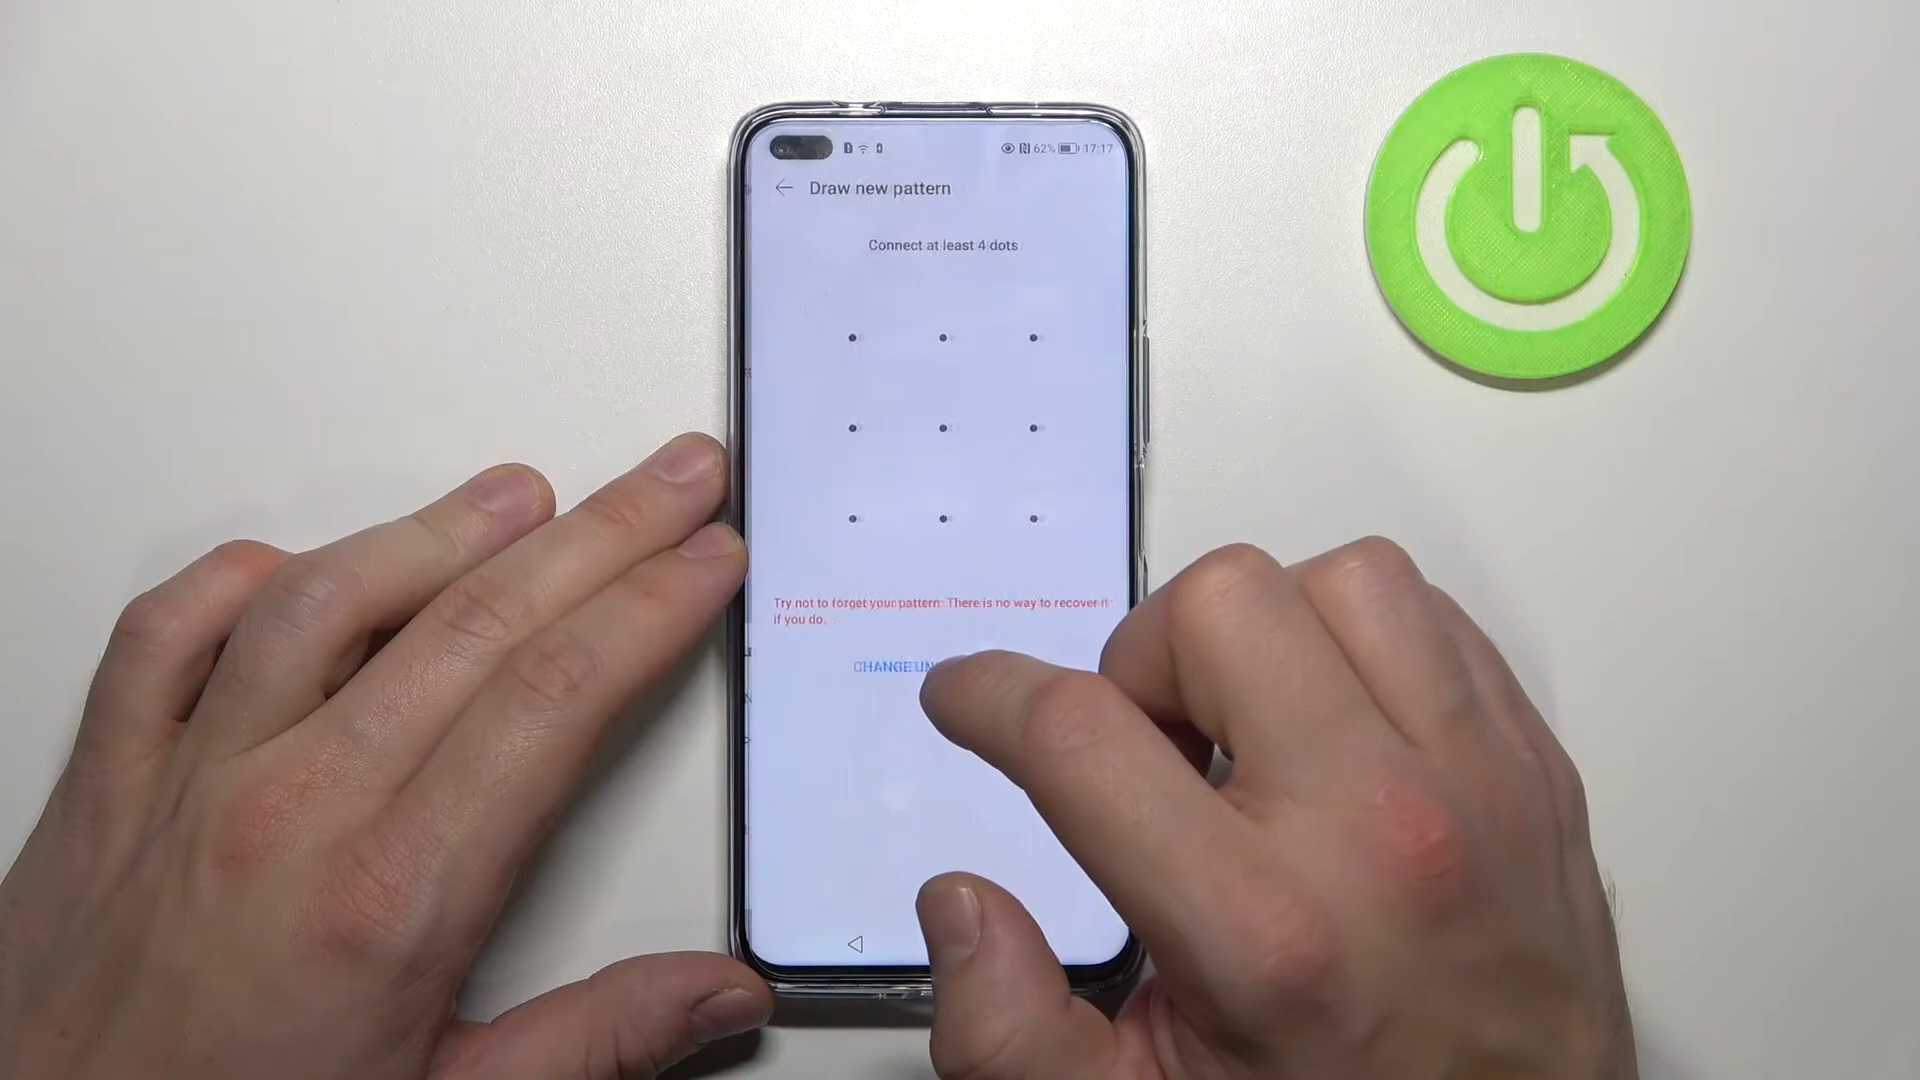 62% 17:17
Draw new pattern
Connect at least 4 dots
Try not to forget your pattern. There is no way to recover it
if you do.
CHANGE